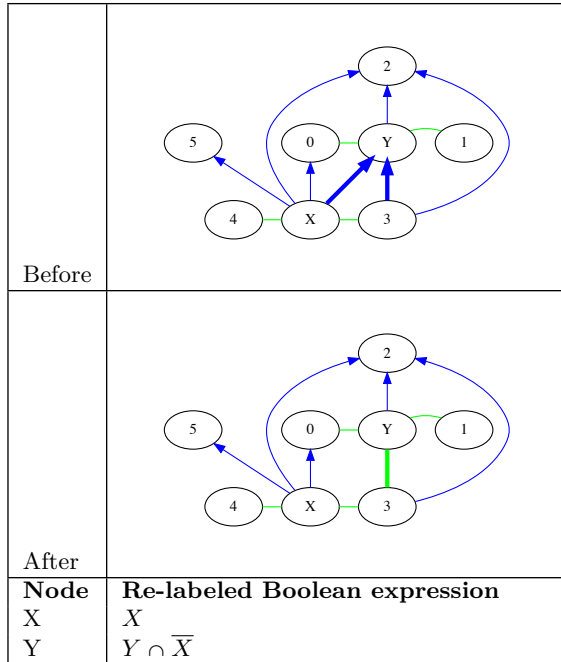 2
5 0 Y 1
4 X 3
Before
2
5 0 Y 1
4 X 3
After
Node Re-labeled Boolean expression
X X
Y Y ∩ X̅